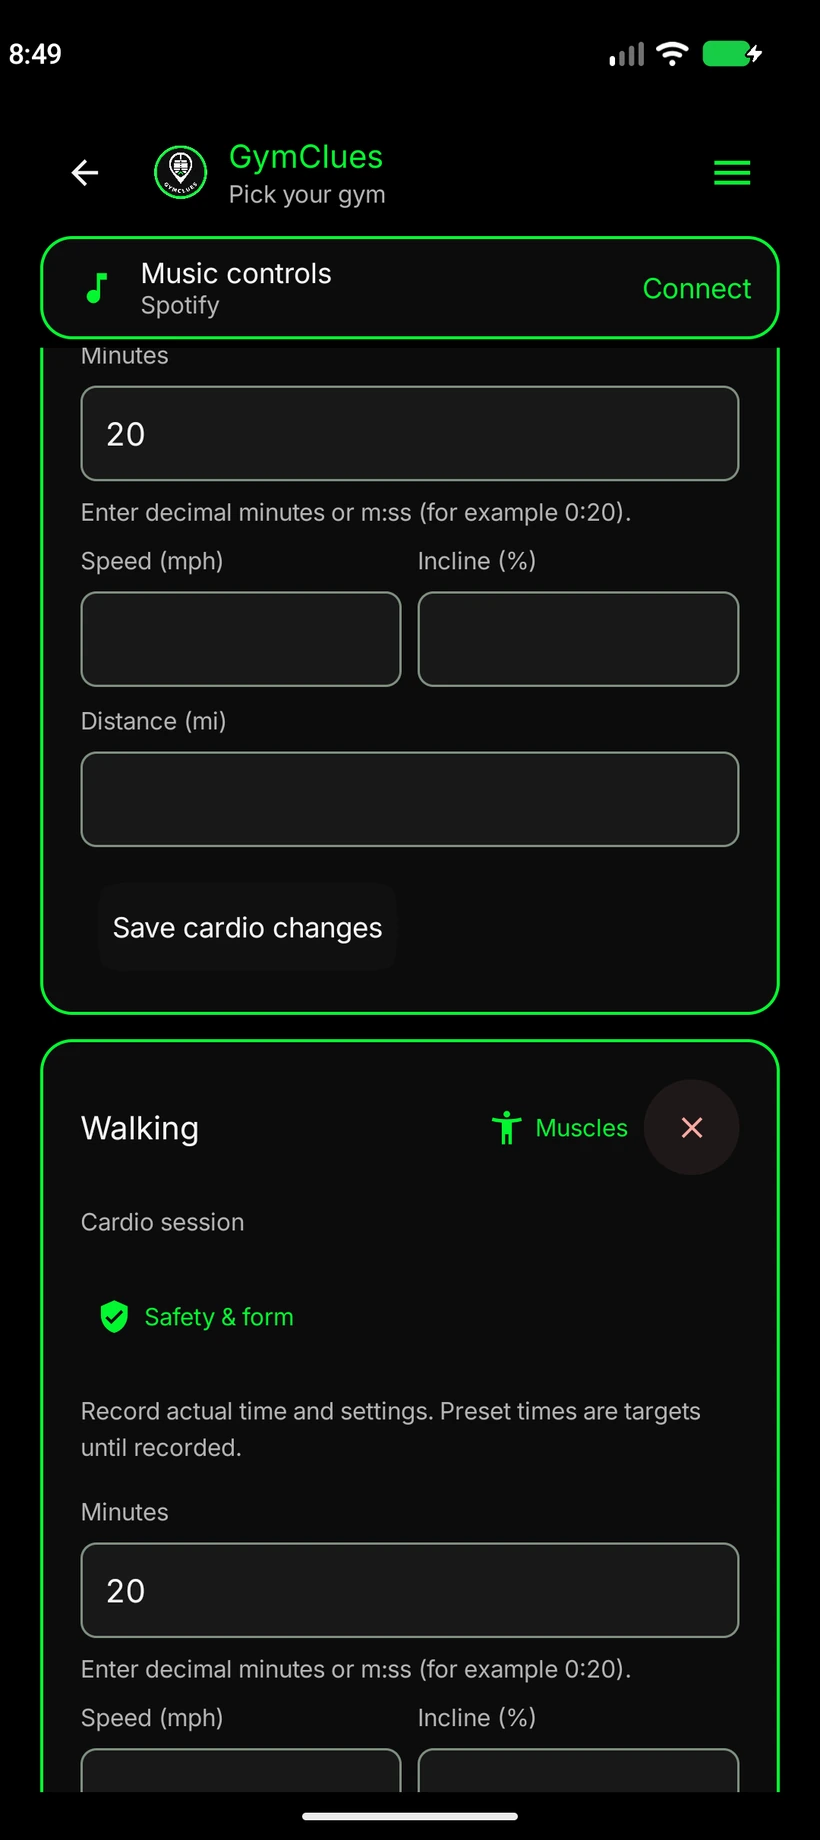 8:49
GymClues
Pick your gym
GYMCLUES
Music controls
Spotify
Connect
Minutes
20
Enter decimal minutes or m:ss (for example 0:20).
Speed (mph) Incline (%)
Distance (mi)
Save cardio changes
Walking
Muscles
Cardio session
Safety & form
Record actual time and settings. Preset times are targets
until recorded.
Minutes
20
Enter decimal minutes or m:ss (for example 0:20).
Speed (mph) Incline (%)